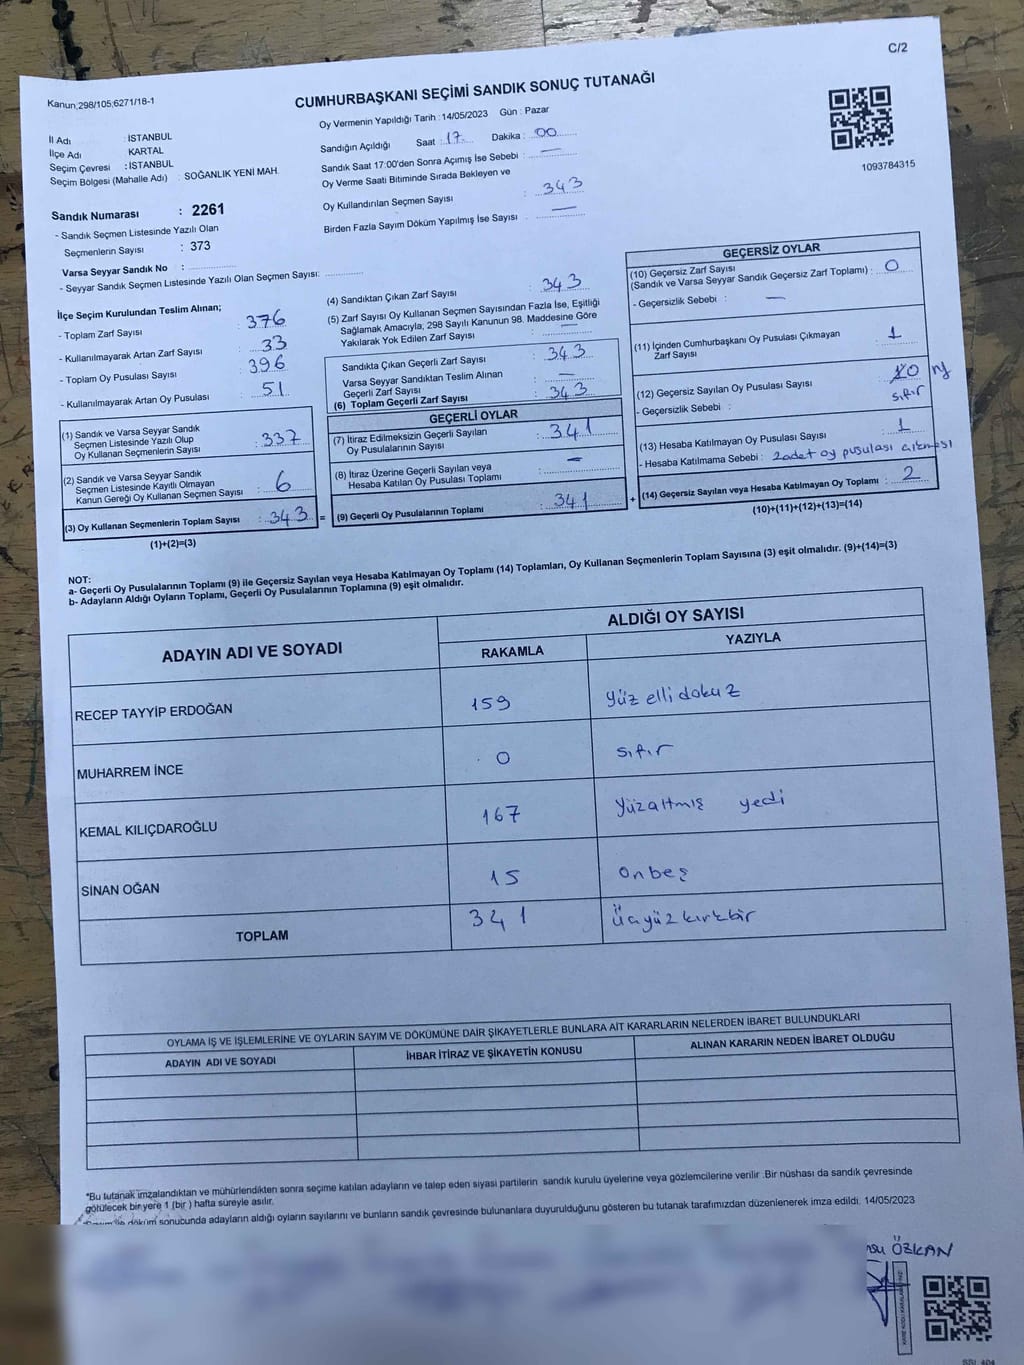 C/2
Kanun,298/105;6271/18-1
CUMHURBAŞKANI SEÇİMİ SANDIK SONUÇ TUTANAĞI
Oy Vermenin Yapıldığı Tarih : 14/05/2023 Gün : Pazar
İl Adı : İSTANBUL
İlçe Adı KARTAL
Seçim Çevresi : İSTANBUL
Seçim Bölgesi (Mahalle Adı) : SOĞANLIK YENİ MAH.
Sandığın Açıldığı Saat : 17 Dakika : 00
Sandık Saat 17:00'den Sonra Açımış İse Sebebi : —
Oy Verme Saati Bitiminde Sırada Bekleyen ve
Oy Kullandırılan Seçmen Sayısı : 343
Birden Fazla Sayım Döküm Yapılmış İse Sayısı : —
1093784315
Sandık Numarası : 2261
- Sandık Seçmen Listesinde Yazılı Olan
Seçmenlerin Sayısı : 373
Varsa Seyyar Sandık No :
- Seyyar Sandık Seçmen Listesinde Yazılı Olan Seçmen Sayısı:
İlçe Seçim Kurulundan Teslim Alınan;
- Toplam Zarf Sayısı : 376
- Kullanılmayarak Artan Zarf Sayısı : 33
- Toplam Oy Pusulası Sayısı : 396
- Kullanılmayarak Artan Oy Pusulası : 51
(1) Sandık ve Varsa Seyyar Sandık
Seçmen Listesinde Yazılı Olup
Oy Kullanan Seçmenlerin Sayısı : 337
(2) Sandık ve Varsa Seyyar Sandık
Seçmen Listesinde Kayıtlı Olmayan
Kanun Gereği Oy Kullanan Seçmen Sayısı : 6
(3) Oy Kullanan Seçmenlerin Toplam Sayısı : 343 =
(1)+(2)=(3)
(4) Sandıktan Çıkan Zarf Sayısı : 343
(5) Zarf Sayısı Oy Kullanan Seçmen Sayısından Fazla İse, Eşitliği
Sağlamak Amacıyla, 298 Sayılı Kanunun 98. Maddesine Göre
Yakılarak Yok Edilen Zarf Sayısı : —
Sandıkta Çıkan Geçerli Zarf Sayısı : 343
Varsa Seyyar Sandıktan Teslim Alınan
Geçerli Zarf Sayısı : —
(6) Toplam Geçerli Zarf Sayısı : 343
GEÇERLİ OYLAR
(7) İtiraz Edilmeksizin Geçerli Sayılan
Oy Pusulalarının Sayısı : 341
(8) İtiraz Üzerine Geçerli Sayılan veya
Hesaba Katılan Oy Pusulası Toplamı : —
(9) Geçerli Oy Pusulalarının Toplamı : 341 +
GEÇERSİZ OYLAR
(10) Geçersiz Zarf Sayısı
(Sandık ve Varsa Seyyar Sandık Geçersiz Zarf Toplamı) : 0
- Geçersizlik Sebebi : —
(11) İçinden Cumhurbaşkanı Oy Pusulası Çıkmayan
Zarf Sayısı : 1
(12) Geçersiz Sayılan Oy Pusulası Sayısı : 0
- Geçersizlik Sebebi : sıfır
(13) Hesaba Katılmayan Oy Pusulası Sayısı : 1
- Hesaba Katılmama Sebebi : 2adet oy pusulası çıkması
(14) Geçersiz Sayılan veya Hesaba Katılmayan Oy Toplamı : 2
(10)+(11)+(12)+(13)=(14)
NOT:
a- Geçerli Oy Pusulalarının Toplamı (9) ile Geçersiz Sayılan veya Hesaba Katılmayan Oy Toplamı (14) Toplamları, Oy Kullanan Seçmenlerin Toplam Sayısına (3) eşit olmalıdır. (9)+(14)=(3)
b- Adayların Aldığı Oyların Toplamı, Geçerli Oy Pusulalarının Toplamına (9) eşit olmalıdır.
ADAYIN ADI VE SOYADI ALDIĞI OY SAYISI
RAKAMLA YAZIYLA
RECEP TAYYİP ERDOĞAN 159 Yüz elli dokuz
MUHARREM İNCE 0 sıfır
KEMAL KILIÇDAROĞLU 167 Yüzaltmış yedi
SİNAN OĞAN 15 Onbeş
TOPLAM 341 Üçyüz kırkbir
OYLAMA İŞ VE İŞLEMLERİNE VE OYLARIN SAYIM VE DÖKÜMÜNE DAİR ŞİKAYETLERLE BUNLARA AİT KARARLARIN NELERDEN İBARET BULUNDUKLARI
ADAYIN ADI VE SOYADI İHBAR İTİRAZ VE ŞİKAYETİN KONUSU ALINAN KARARIN NEDEN İBARET OLDUĞU
*Bu tutanak imzalandıktan ve mühürlendikten sonra seçime katılan adayların ve talep eden siyasi partilerin sandık kurulu üyelerine veya gözlemcilerine verilir .Bir nüshası da sandık çevresinde
götülecek bir yere 1 (bir ) hafta süreyle asılır.
döküm sonucunda adayların aldığı oyların sayılarını ve bunların sandık çevresinde bulunanlara duyurulduğunu gösteren bu tutanak tarafımızdan düzenlenerek imza edildi. 14/05/2023
ÖZKAN